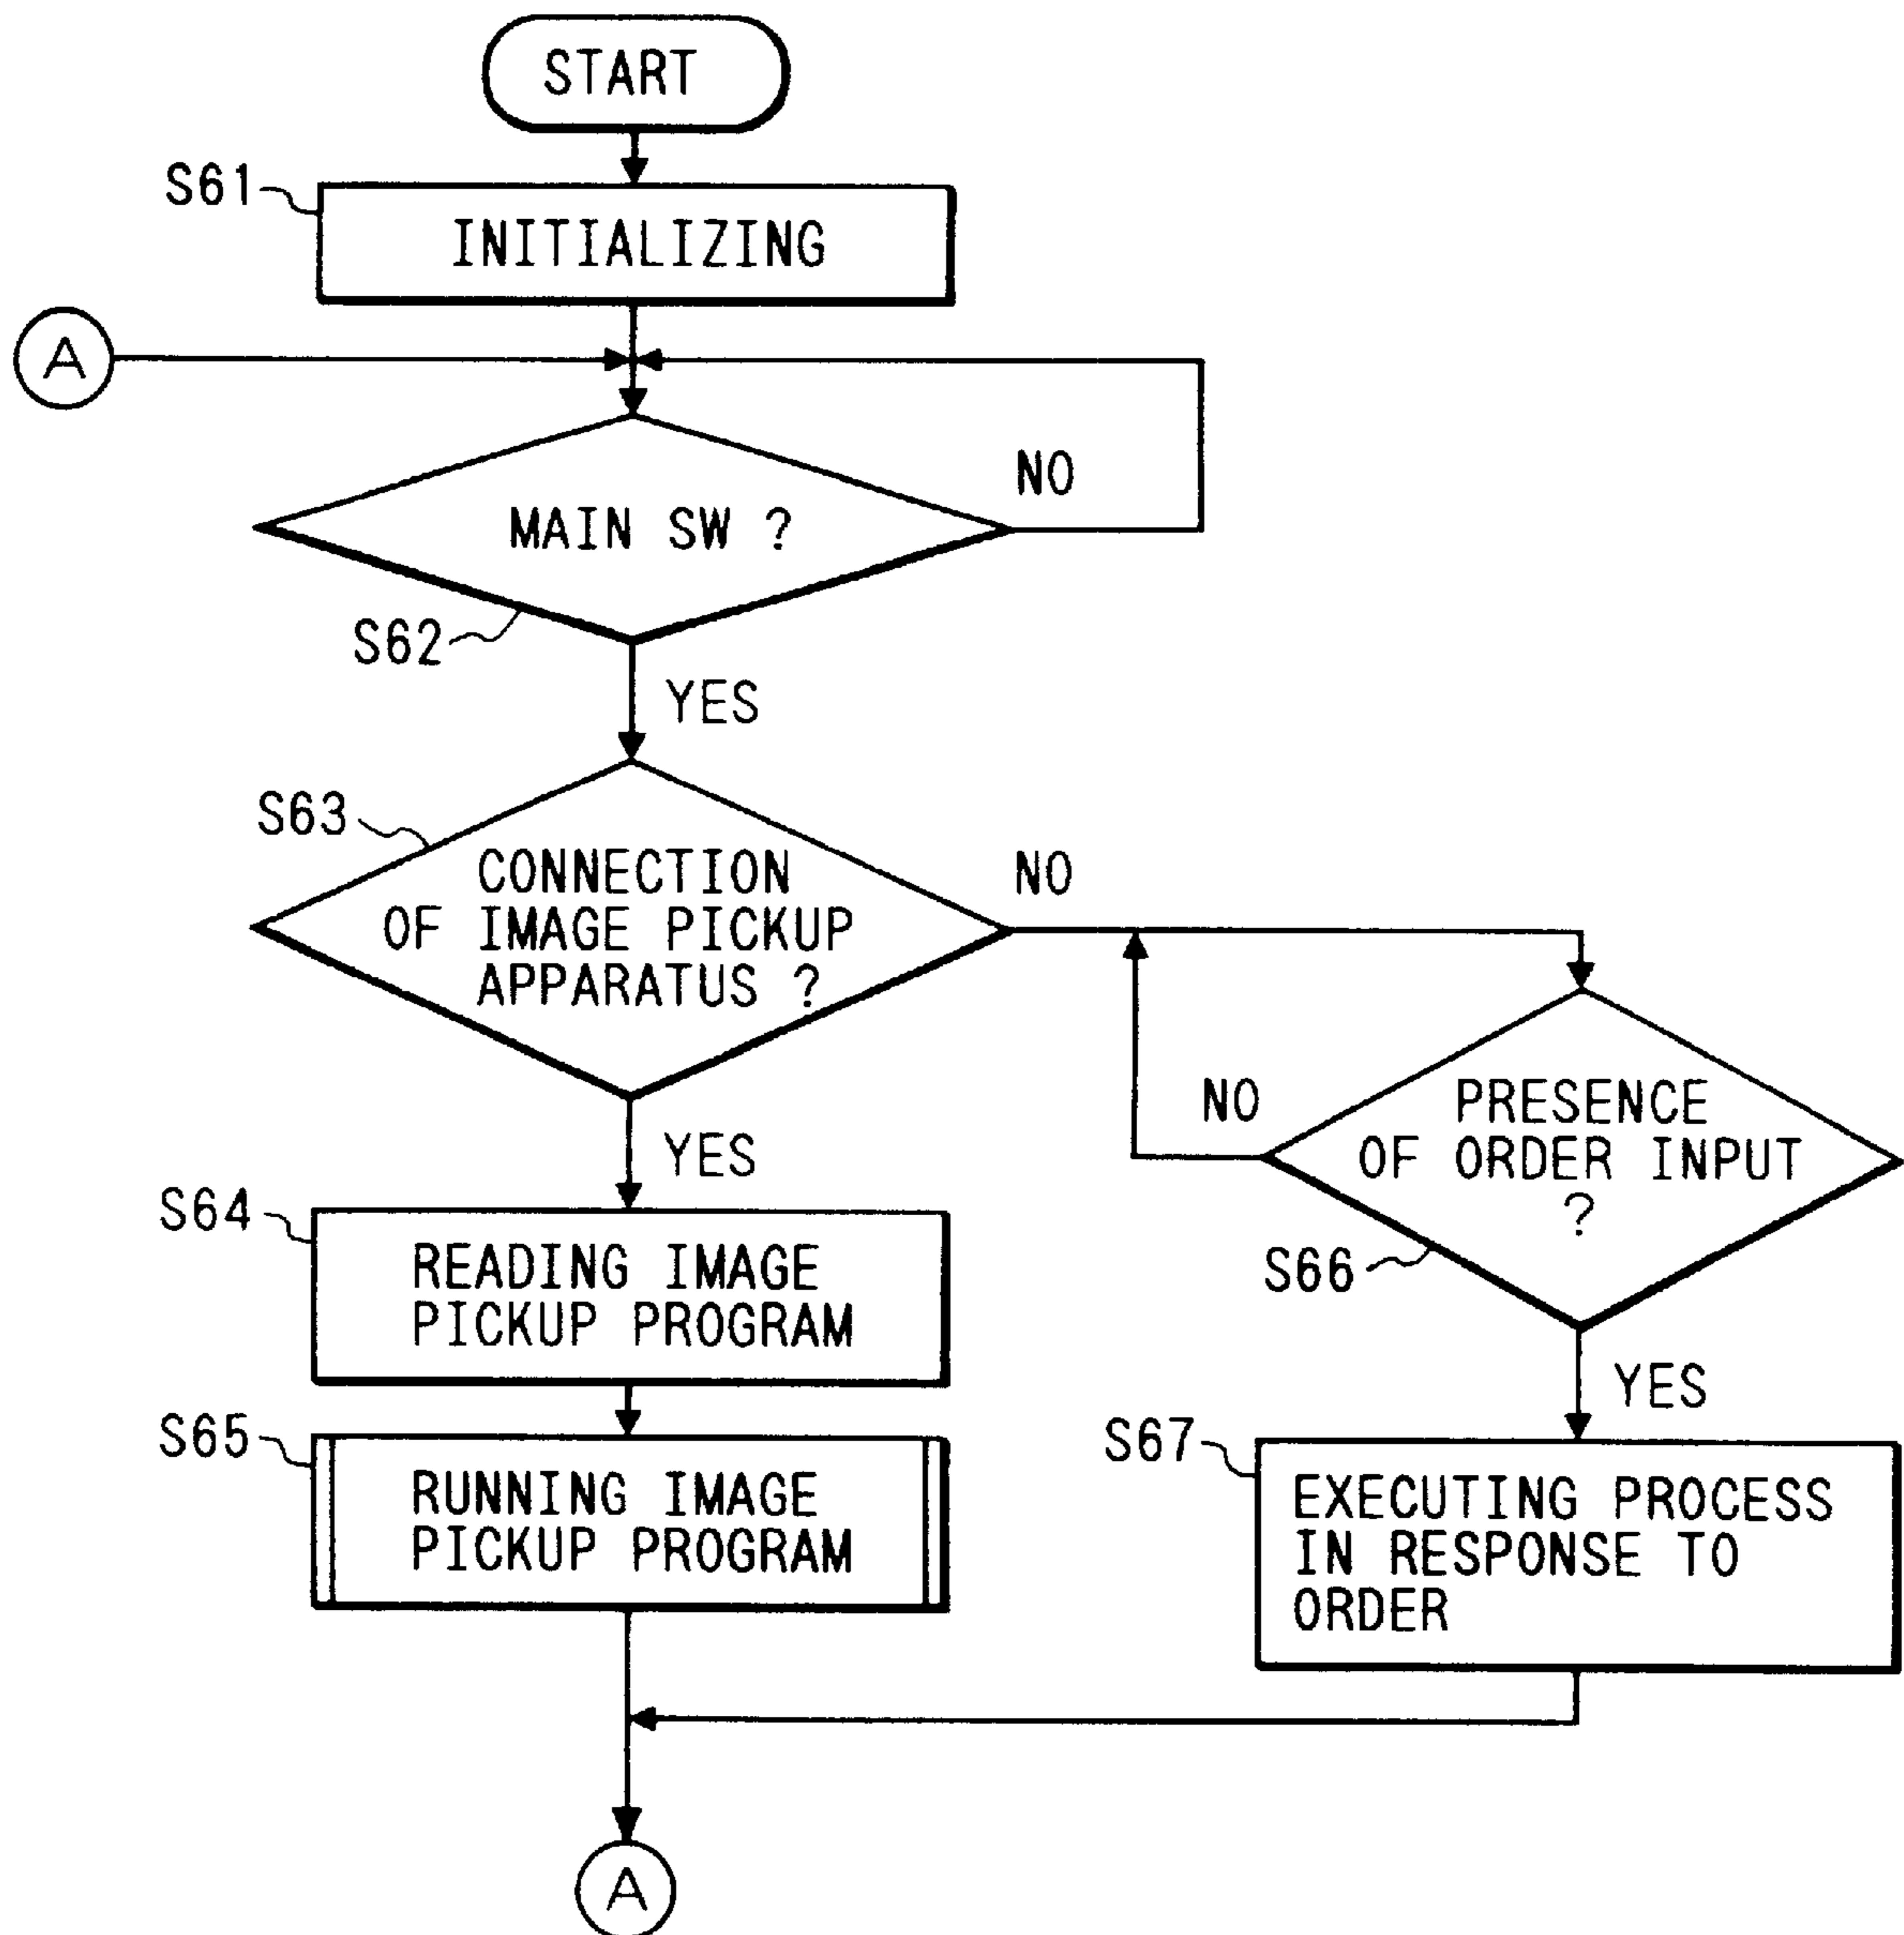 START
S61
INITIALIZING
A
NO
MAIN SW ?
S62
YES
S63
CONNECTION
OF IMAGE PICKUP
APPARATUS ?
NO
NO
PRESENCE
OF ORDER INPUT
?
S66
YES
S64
READING IMAGE
PICKUP PROGRAM
YES
S65
RUNNING IMAGE
PICKUP PROGRAM
S67
EXECUTING PROCESS
IN RESPONSE TO
ORDER
A